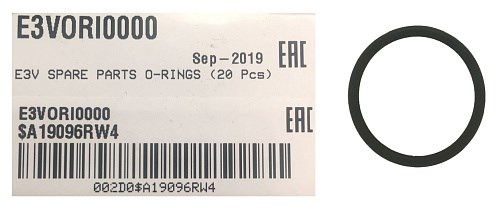 E3VORI0000
Sep-2019 EAC
E3V SPARE PARTS O-RINGS (20 Pcs)
E3VORI0000
$A19096RW4 EAC
002D0$A19096RW4